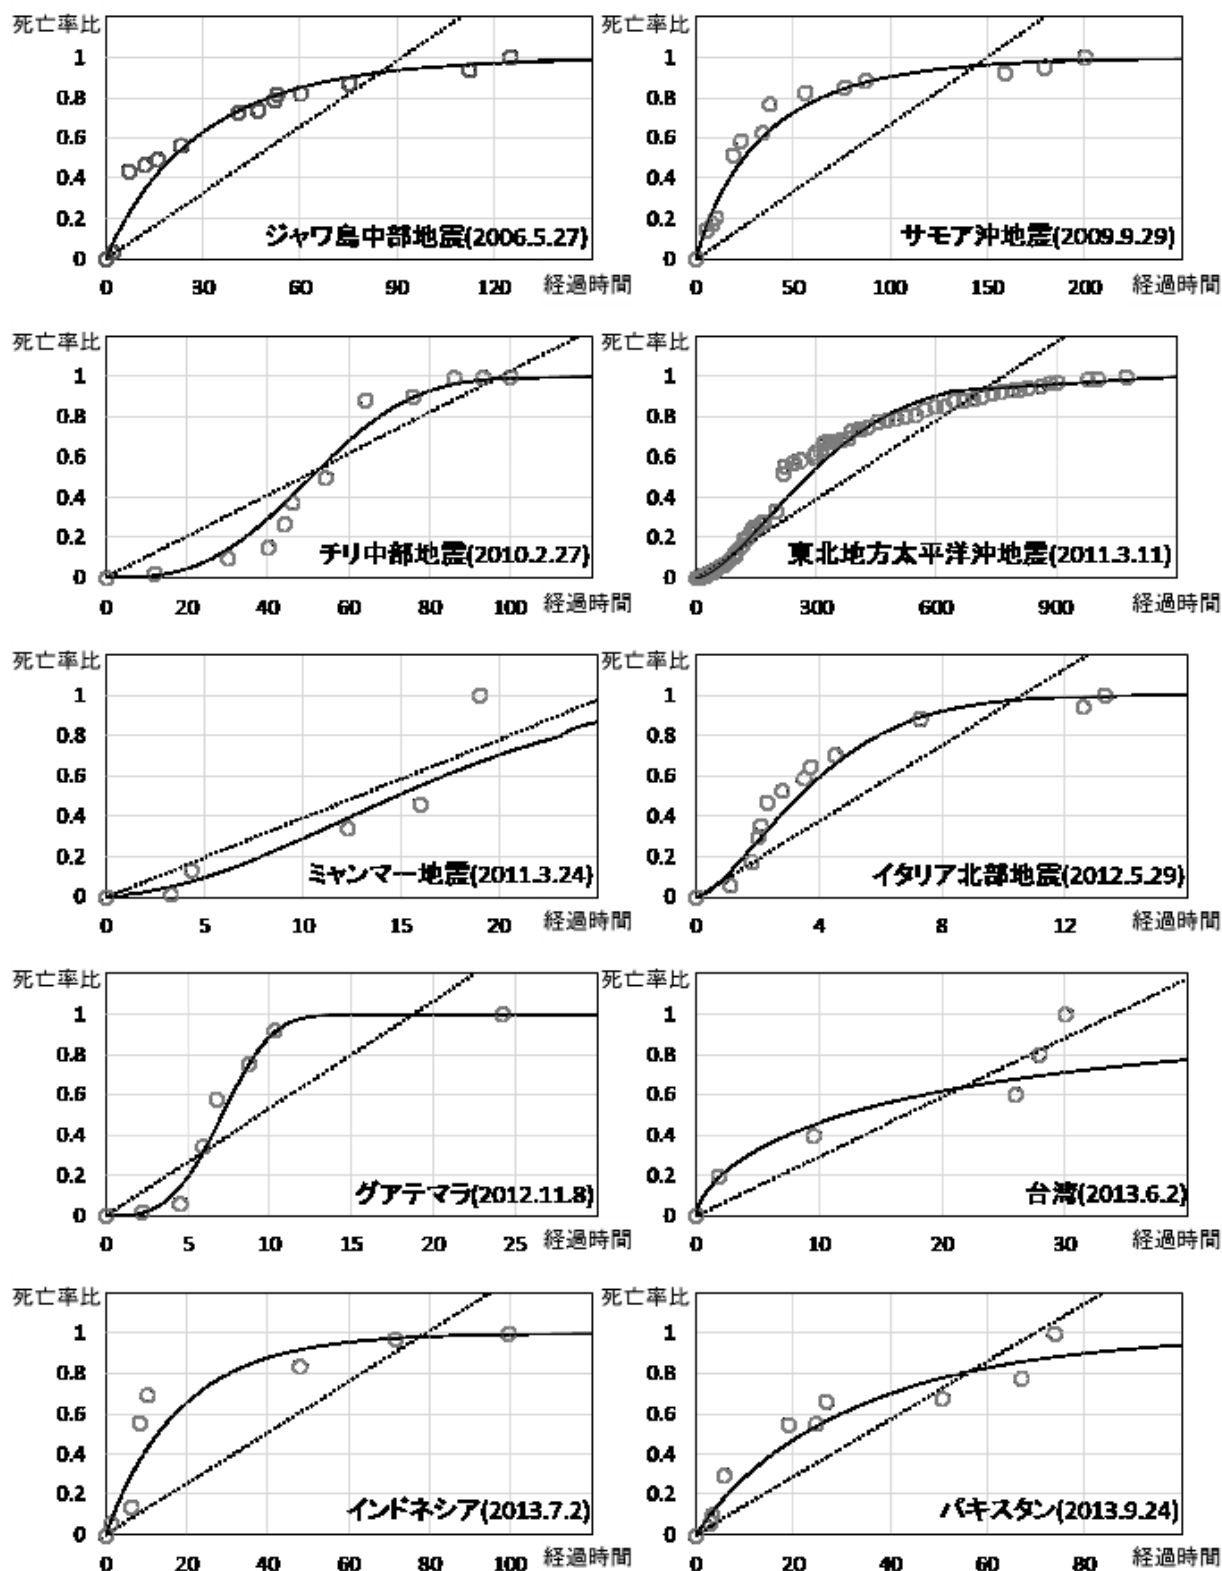 死亡率比
1
0.8
0.6
0.4
0.2
0
ジャワ島中部地震(2006.5.27)
0 30 60 90 120 経過時間
死亡率比
1
0.8
0.6
0.4
0.2
0
サモア沖地震(2009.9.29)
0 50 100 150 200 経過時間
死亡率比
1
0.8
0.6
0.4
0.2
0
チリ中部地震(2010.2.27)
0 20 40 60 80 100 経過時間
死亡率比
1
0.8
0.6
0.4
0.2
0
東北地方太平洋沖地震(2011.3.11)
300 600 900 経過時間
死亡率比
1
0.8
0.6
0.4
0.2
0
ミャンマー地震(2011.3.24)
0 5 10 15 20 経過時間
死亡率比
1
0.8
0.6
0.4
0.2
0
イタリア北部地震(2012.5.29)
0 4 8 12 経過時間
死亡率比
1
0.8
0.6
0.4
0.2
0
グアテマラ(2012.11.8)
0 5 10 15 20 25 経過時間
死亡率比
1
0.8
0.6
0.4
0.2
0
台湾(2013.6.2)
0 10 20 30 経過時間
死亡率比
1
0.8
0.6
0.4
0.2
0
インドネシア(2013.7.2)
0 20 40 60 80 100 経過時間
死亡率比
1
0.8
0.6
0.4
0.2
0
パキスタン(2013.9.24)
0 20 40 60 80 経過時間